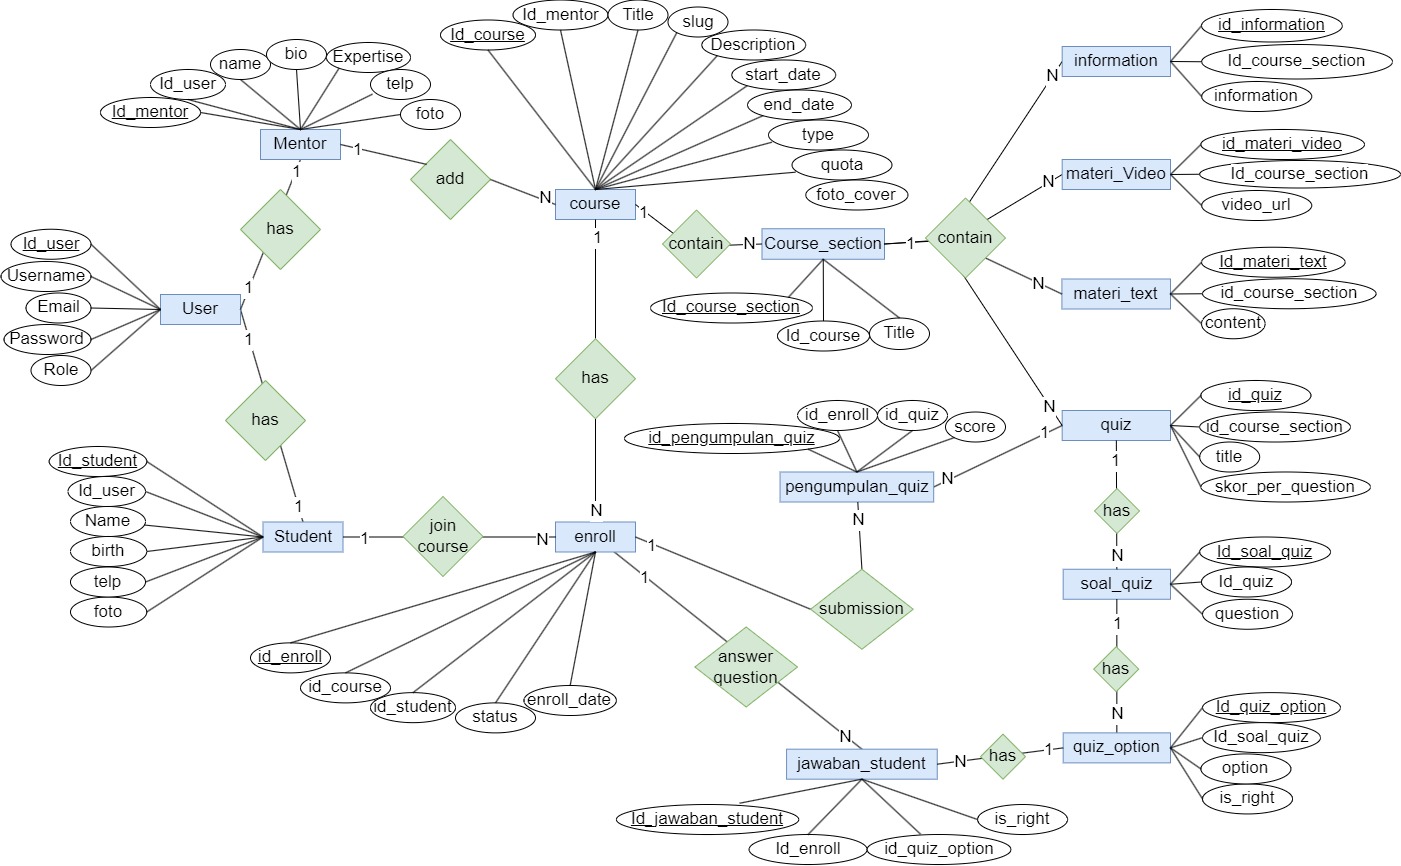 Id_mentor
Id_user
name
bio
Expertise
telp
foto
Mentor
1
1
add
N
has
1
Id_course
Id_mentor
Title
slug
Description
start_date
end_date
type
quota
foto_cover
course
1
1
contain
N
Course_section
1
contain
Id_course_section
Id_course
Title
N
information
id_information
Id_course_section
information
N
materi_Video
id_materi_video
Id_course_section
video_url
N
materi_text
Id_materi_text
id_course_section
content
Id_user
Username
Email
Password
Role
User
1
has
1
has
N
Id_student
Id_user
Name
birth
telp
foto
Student
1
join
course
N
enroll
1
1
id_enroll
id_course
id_student
status
enroll_date
id_pengumpulan_quiz
id_enroll
id_quiz
score
pengumpulan_quiz
N
1
N
submission
N
quiz
id_quiz
id_course_section
title
skor_per_question
1
has
N
soal_quiz
Id_soal_quiz
Id_quiz
question
1
has
N
quiz_option
Id_quiz_option
Id_soal_quiz
option
is_right
1
has
N
answer
question
N
jawaban_student
Id_jawaban_student
Id_enroll
id_quiz_option
is_right